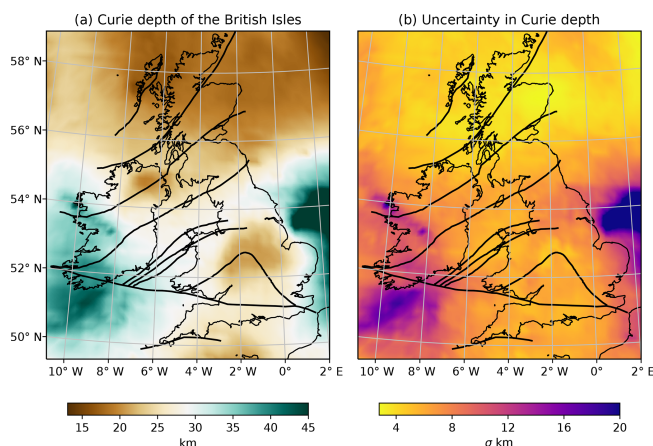 (a) Curie depth of the British Isles
(b) Uncertainty in Curie depth
58° N
56° N
54° N
52° N
50° N
10° W 8° W 6° W 4° W 2° W 0° 2° E
10° W 8° W 6° W 4° W 2° W 0° 2° E
15 20 25 30 35 40 45
km
4 8 12 16 20
σ km